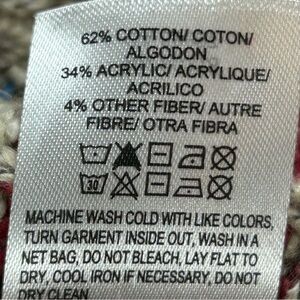 62% COTTON/ COTON/
ALGODON
34% ACRYLIC/ ACRYLIQUE/
ACRILICO
4% OTHER FIBER/ AUTRE
FIBRE/ OTRA FIBRA
30
MACHINE WASH COLD WITH LIKE COLORS,
TURN GARMENT INSIDE OUT, WASH IN A
NET BAG, DO NOT BLEACH, LAY FLAT TO
DRY, COOL IRON IF NECESSARY, DO NOT
DRY CLEAN